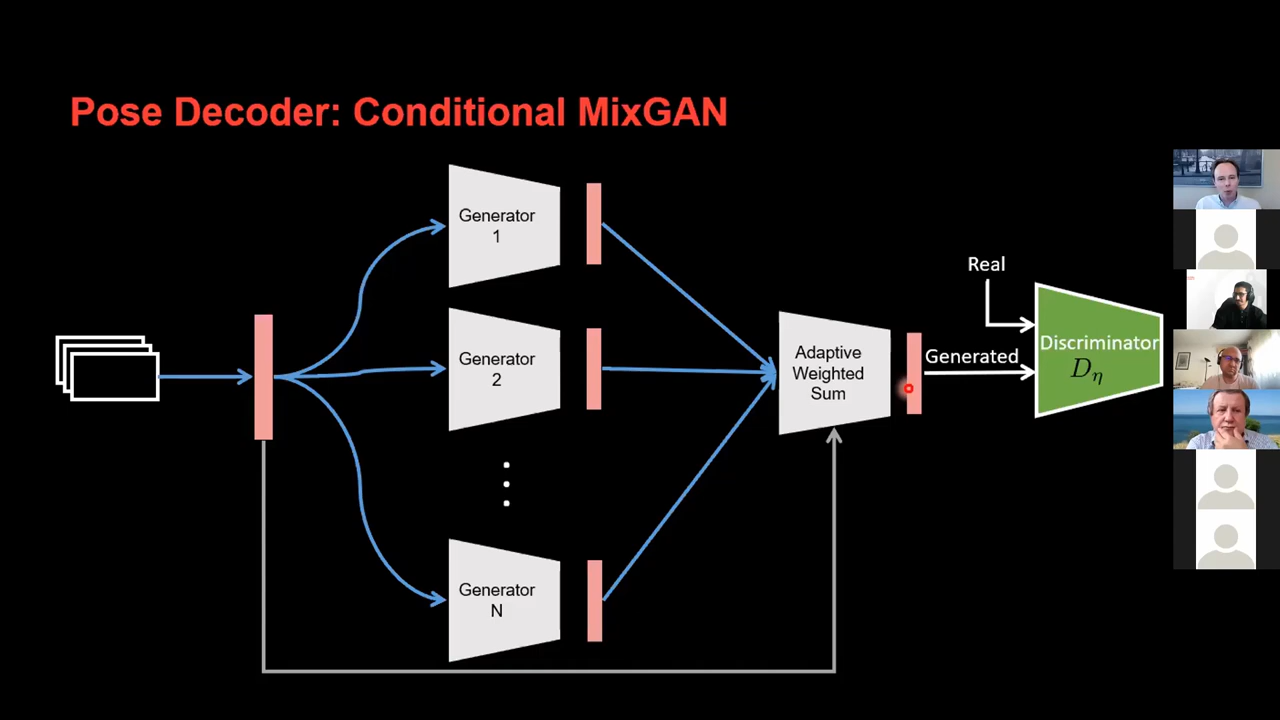 Pose Decoder: Conditional MixGAN
Generator
1
Generator
2
Generator
N
Adaptive
Weighted
Sum
Real
Generated
Discriminator
Dη